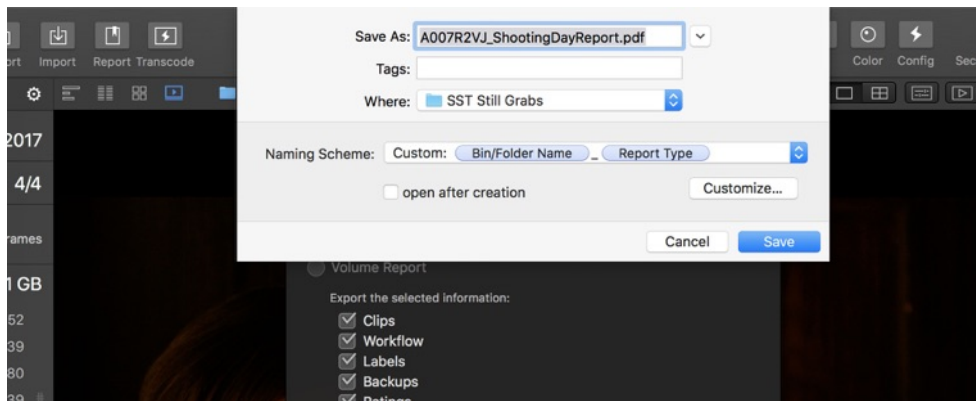 Save As: A007R2VJ_ShootingDayReport.pdf
Tags:
Where: SST Still Grabs
Naming Scheme: Custom: Bin/Folder Name _ Report Type
open after creation
Customize...
Cancel Save
Import Report Transcode
Color Config
2017
4/4
1 GB
52
39
80
39
Volume Report
Export the selected information:
Clips
Workflow
Labels
Backups
Ratings